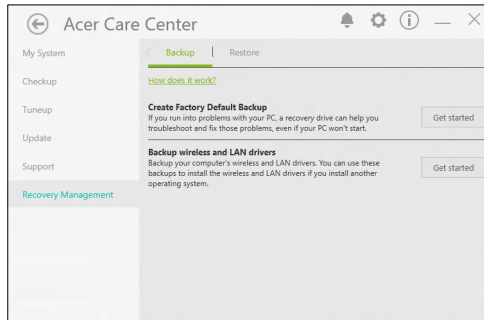 Acer Care Center
My System
Backup
Restore
Checkup
How does it work?
Tuneup
Create Factory Default Backup
If you run into problems with your PC, a recovery drive can help you
troubleshoot and fix those problems, even if your PC won't start.
Get started
Update
Backup wireless and LAN drivers
Backup your computer's wireless and LAN drivers. You can use these
backups to install the wireless and LAN drivers if you install another
operating system.
Get started
Support
Recovery Management